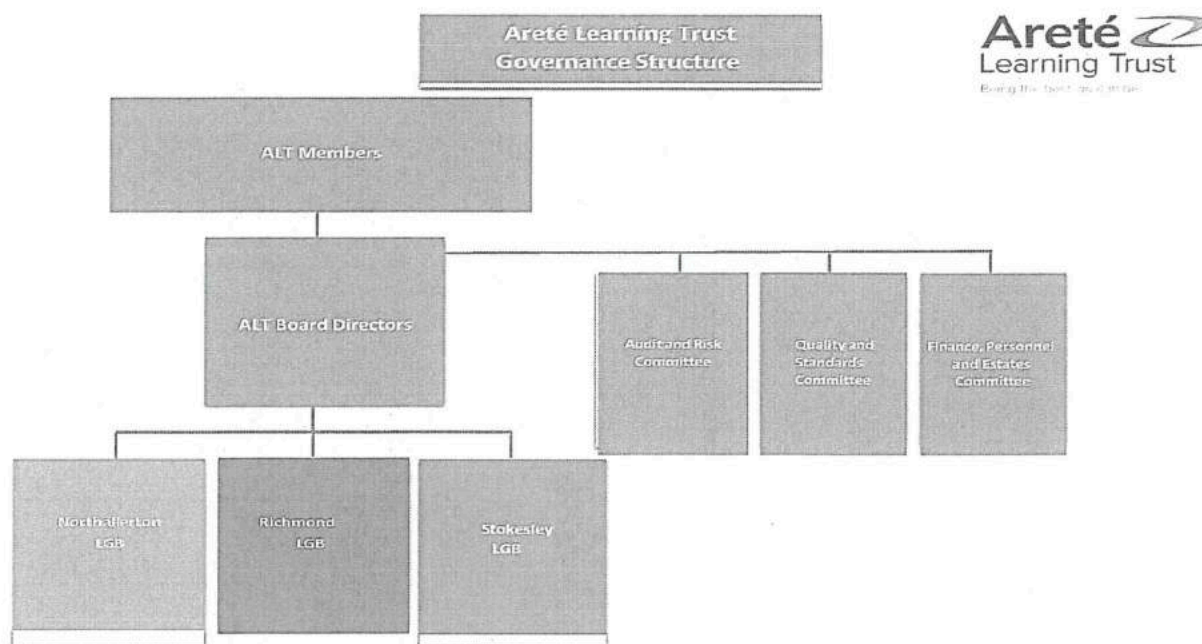 Areté Learning Trust
Governance Structure
Areté
Learning Trust
ALT Members
ALT Board Directors
Audit and Risk
Committee
Quality and
Standards
Committee
Finance, Personnel
and Estates
Committee
Northallerton
LGB
Richmond
LGB
Stokesley
LGB